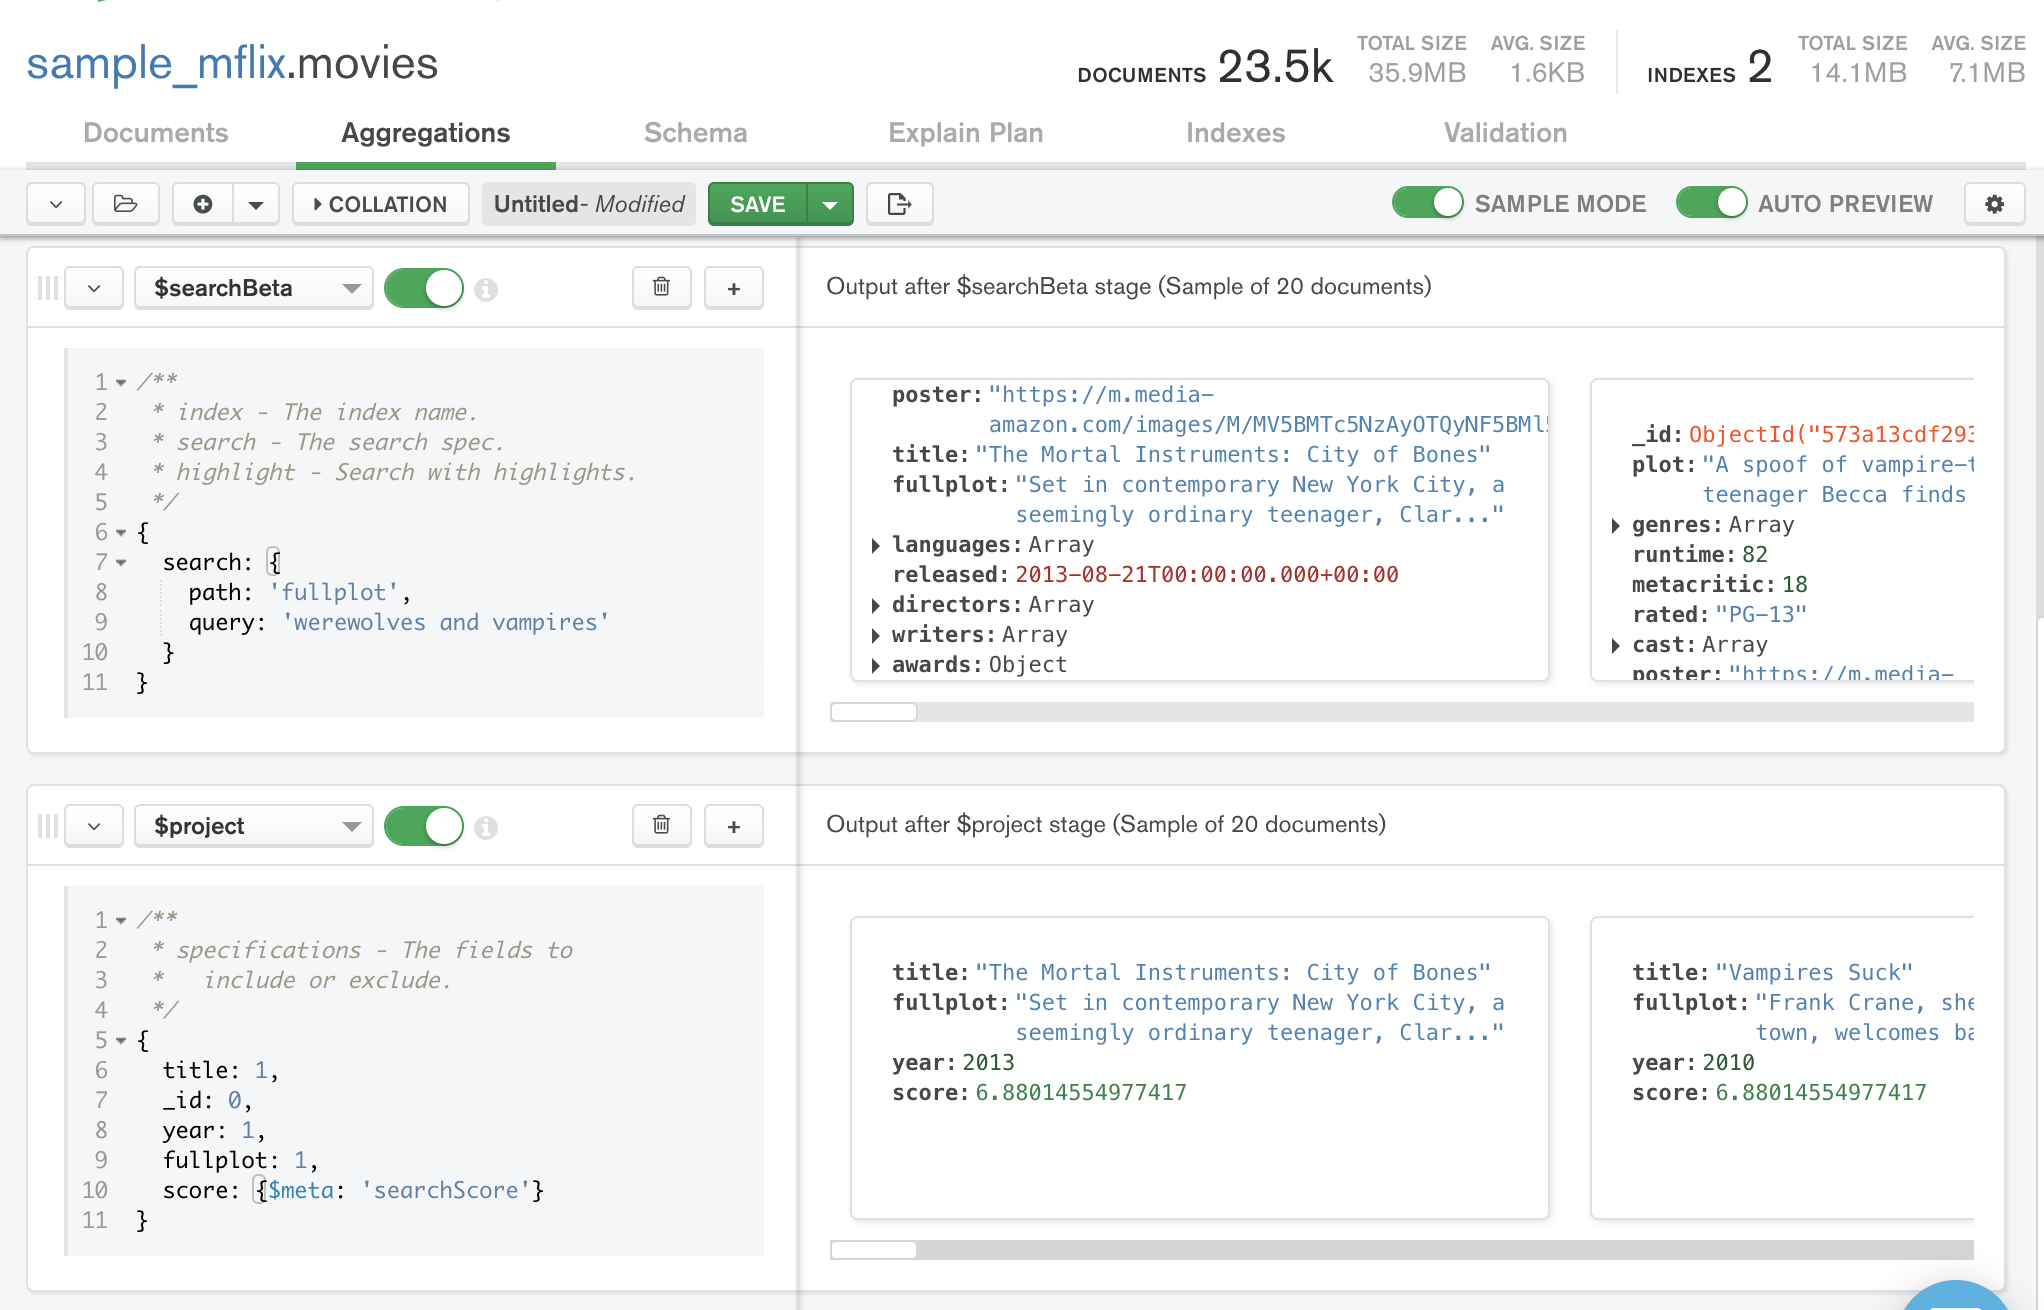 sample_mflix.movies
DOCUMENTS 23.5k TOTAL SIZE 35.9MB AVG. SIZE 1.6KB INDEXES 2 TOTAL SIZE 14.1MB AVG. SIZE 7.1MB
Documents Aggregations Schema Explain Plan Indexes Validation
COLLATION Untitled- Modified SAVE SAMPLE MODE AUTO PREVIEW
$searchBeta
Output after $searchBeta stage (Sample of 20 documents)
1 /**
2 * index - The index name.
3 * search - The search spec.
4 * highlight - Search with highlights.
5 */
6 {
7 search: {
8 path: 'fullplot',
9 query: 'werewolves and vampires'
10 }
11 }
poster: "https://m.media-
amazon.com/images/M/MV5BMTc5NzAyOTQyNF5BMl
title: "The Mortal Instruments: City of Bones"
fullplot: "Set in contemporary New York City, a
seemingly ordinary teenager, Clar..."
languages: Array
released: 2013-08-21T00:00:00.000+00:00
directors: Array
writers: Array
awards: Object
_id: ObjectId("573a13cdf293
plot: "A spoof of vampire-t
teenager Becca finds
genres: Array
runtime: 82
metacritic: 18
rated: "PG-13"
cast: Array
poster: "https://m.media-
$project
Output after $project stage (Sample of 20 documents)
1 /**
2 * specifications - The fields to
3 * include or exclude.
4 */
5 {
6 title: 1,
7 _id: 0,
8 year: 1,
9 fullplot: 1,
10 score: {$meta: 'searchScore'}
11 }
title: "The Mortal Instruments: City of Bones"
fullplot: "Set in contemporary New York City, a
seemingly ordinary teenager, Clar..."
year: 2013
score: 6.88014554977417
title: "Vampires Suck"
fullplot: "Frank Crane, she
town, welcomes ba
year: 2010
score: 6.88014554977417